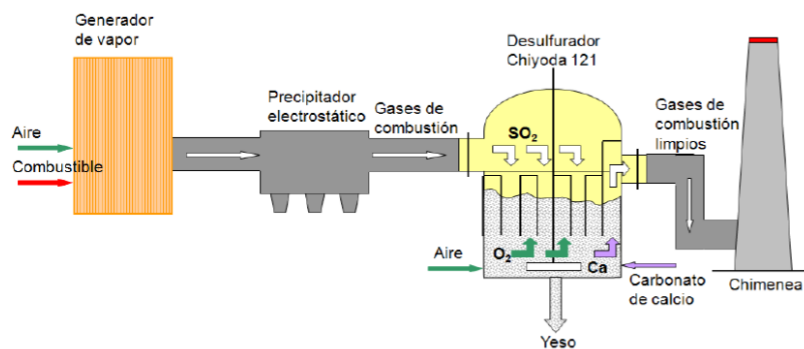 Generador
de vapor
Aire
Combustible
Precipitador
electrostático
Gases de
combustión
Desulfurador
Chiyoda 121
SO2
Gases de
combustión
limpios
O2
Aire
Ca
Carbonato
de calcio
Yeso
Chimenea